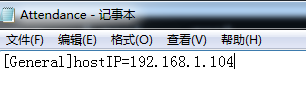 Attendance - 记事本
文件(F) 编辑(E) 格式(O) 查看(V) 帮助(H)
[General]hostIP=192.168.1.104